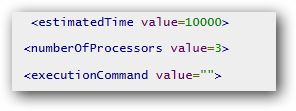 <estimatedTime value=10000>
<numberOfProcessors value=3>
<executionCommand value="">